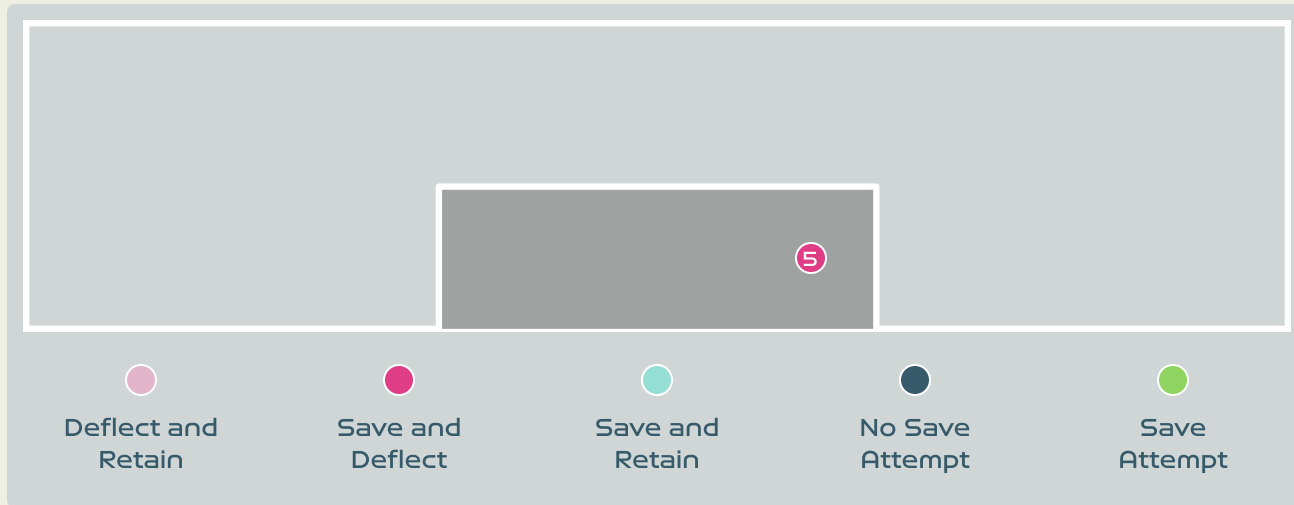 5
Deflect and
Retain
Save and
Deflect
Save and
Retain
No Save
Attempt
Save
Attempt